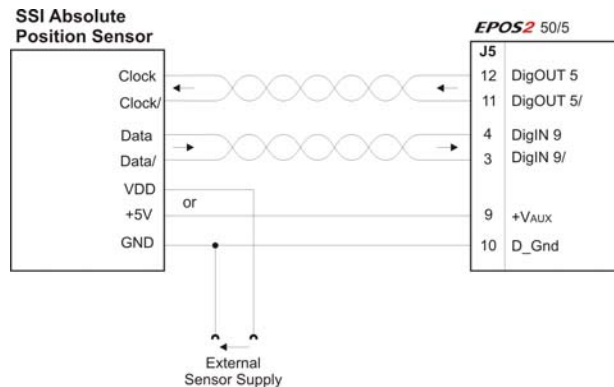 SSI Absolute
Position Sensor
EPOS2 50/5
J5
Clock
12 DigOUT 5
Clock/
11 DigOUT 5/
Data
4 DigIN 9
Data/
3 DigIN 9/
VDD
or
+5V
9 +VAUX
GND
10 D_Gnd
External
Sensor Supply